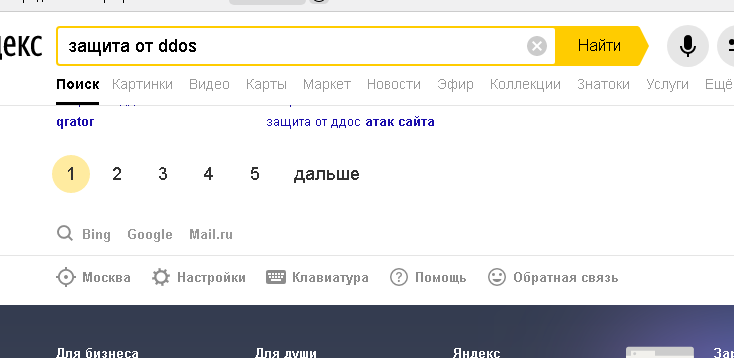 декс защита от ddos Найти
Поиск Картинки Видео Карты Маркет Новости Эфир Коллекции Знатоки Услуги Ещё
qrator защита от ддос атак сайта
1 2 3 4 5 дальше
Bing Google Mail.ru
Москва Настройки Клавиатура Помощь Обратная связь
Для бизнеса Для души Яндекс